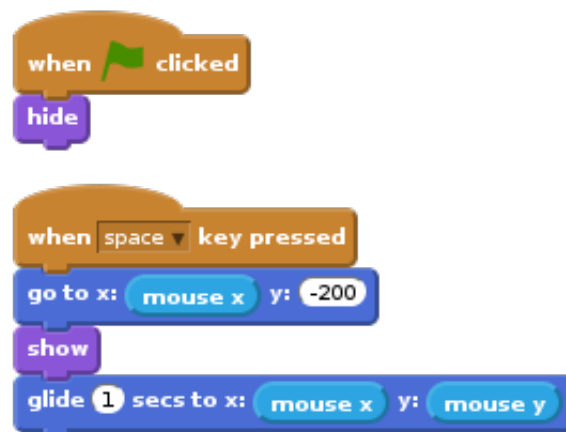 when clicked
hide
when space key pressed
go to x: mouse x y: -200
show
glide 1 secs to x: mouse x y: mouse y